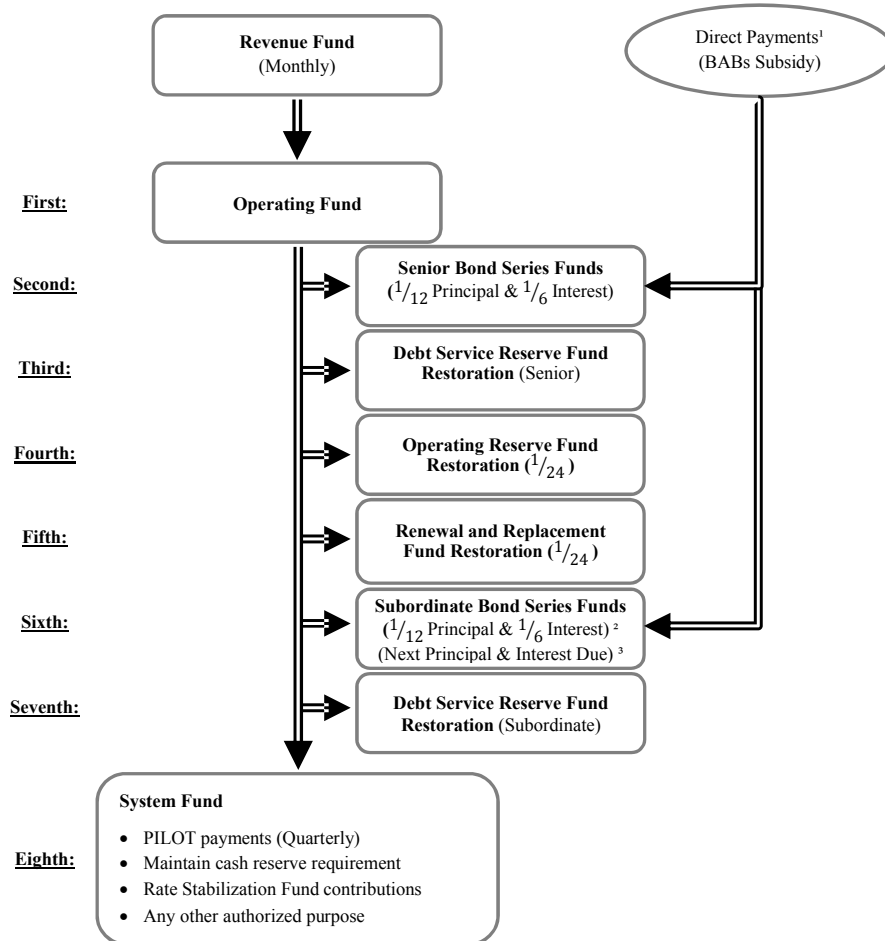 Revenue Fund
(Monthly)
Direct Payments¹
(BABs Subsidy)
First:
Operating Fund
Second:
Senior Bond Series Funds
(1/12 Principal & 1/6 Interest)
Third:
Debt Service Reserve Fund
Restoration (Senior)
Fourth:
Operating Reserve Fund
Restoration (1/24)
Fifth:
Renewal and Replacement
Fund Restoration (1/24)
Sixth:
Subordinate Bond Series Funds
(1/12 Principal & 1/6 Interest) ²
(Next Principal & Interest Due) ³
Seventh:
Debt Service Reserve Fund
Restoration (Subordinate)
Eighth:
System Fund
• PILOT payments (Quarterly)
• Maintain cash reserve requirement
• Rate Stabilization Fund contributions
• Any other authorized purpose